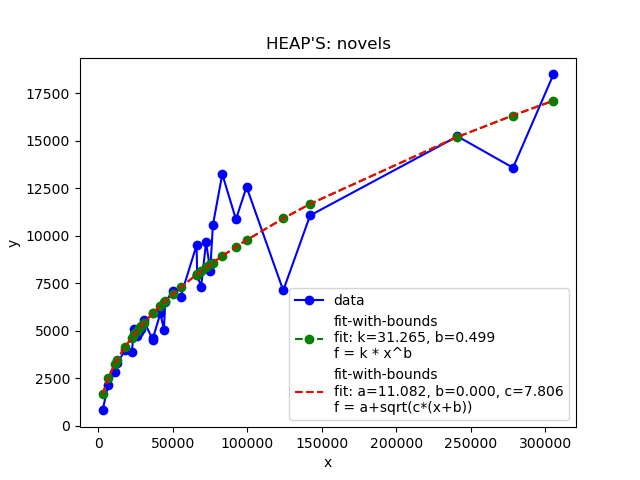 HEAP'S: novels
17500
15000
12500
10000
7500
5000
2500
0
y
0 50000 100000 150000 200000 250000 300000
x
data
fit-with-bounds
fit: k=31.265, b=0.499
f = k * x^b
fit-with-bounds
fit: a=11.082, b=0.000, c=7.806
f = a+sqrt(c*(x+b))